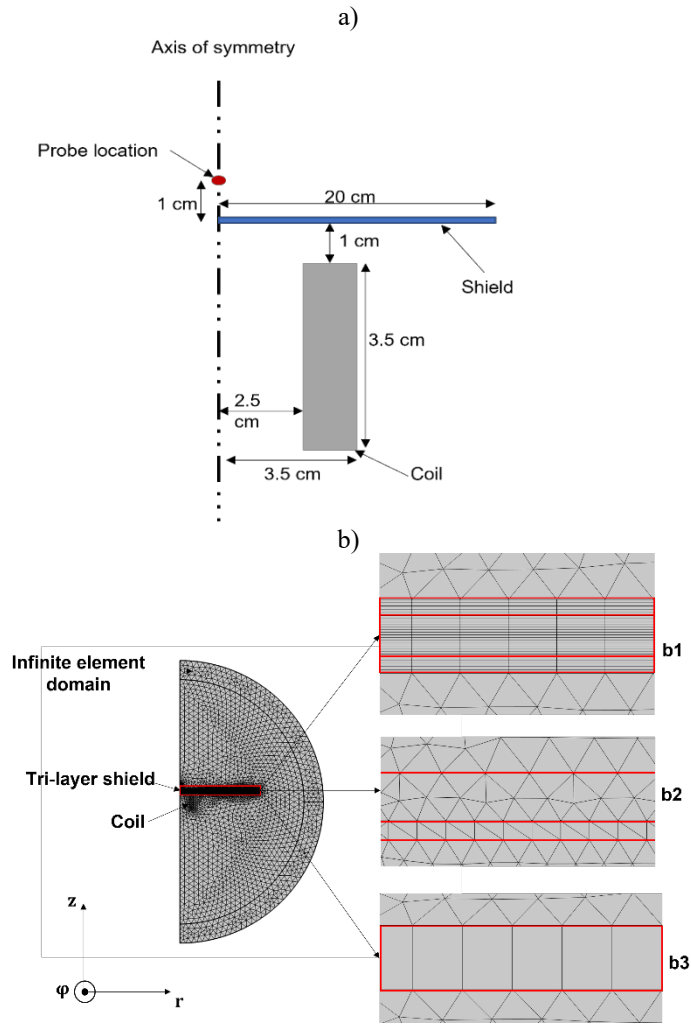 a)
Axis of symmetry
Probe location
1 cm
20 cm
1 cm
Shield
3.5 cm
2.5
cm
3.5 cm
Coil
b)
b1
Infinite element
domain
Tri-layer shield
b2
Coil
z
b3
φ
r